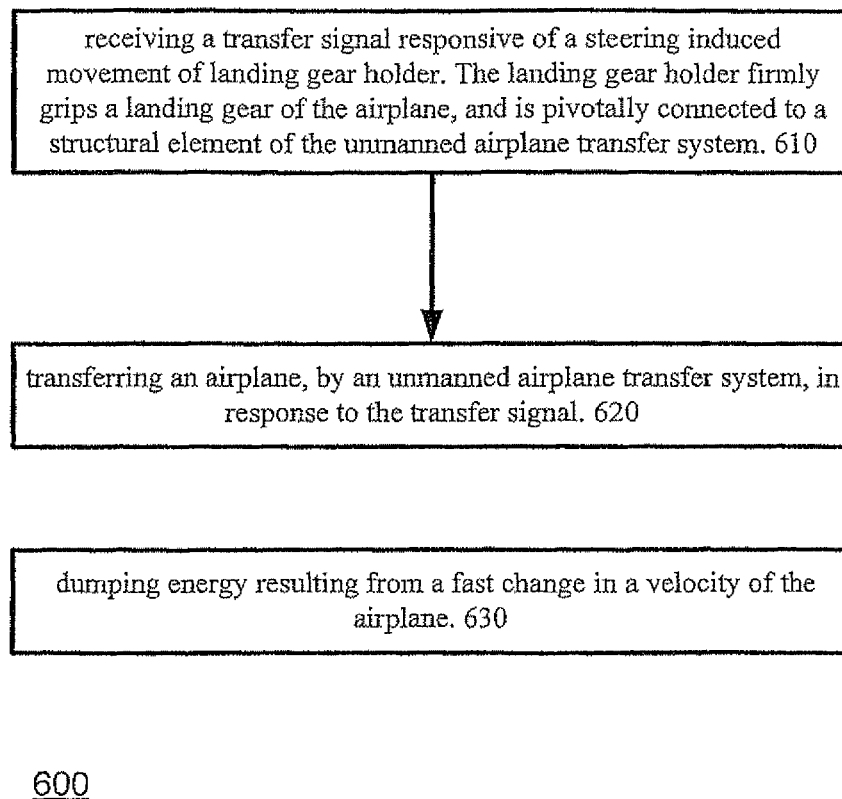 receiving a transfer signal responsive of a steering induced
movement of landing gear holder. The landing gear holder firmly
grips a landing gear of the airplane, and is pivotally connected to a
structural element of the unmanned airplane transfer system. 610
transferring an airplane, by an unmanned airplane transfer system, in
response to the transfer signal. 620
dumping energy resulting from a fast change in a velocity of the
airplane. 630
600